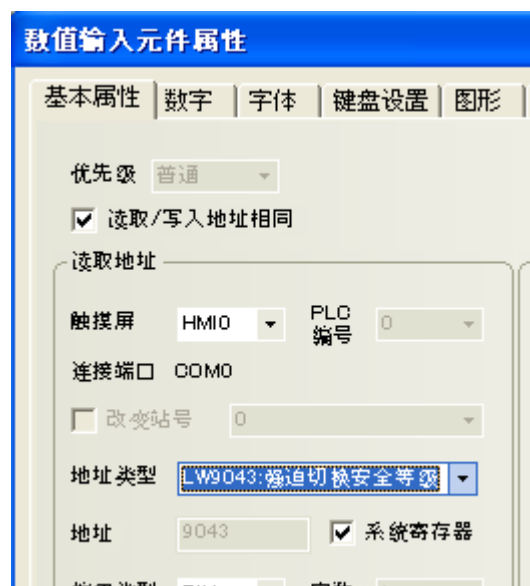 数值输入元件属性
基本属性 数字 字体 键盘设置 图形
优先级 普通
读取/写入地址相同
读取地址
触摸屏 HMI0 PLC编号 0
连接端口 COM0
改变站号 0
地址类型 LW9043:强迫切换安全等级
地址 9043 系统寄存器